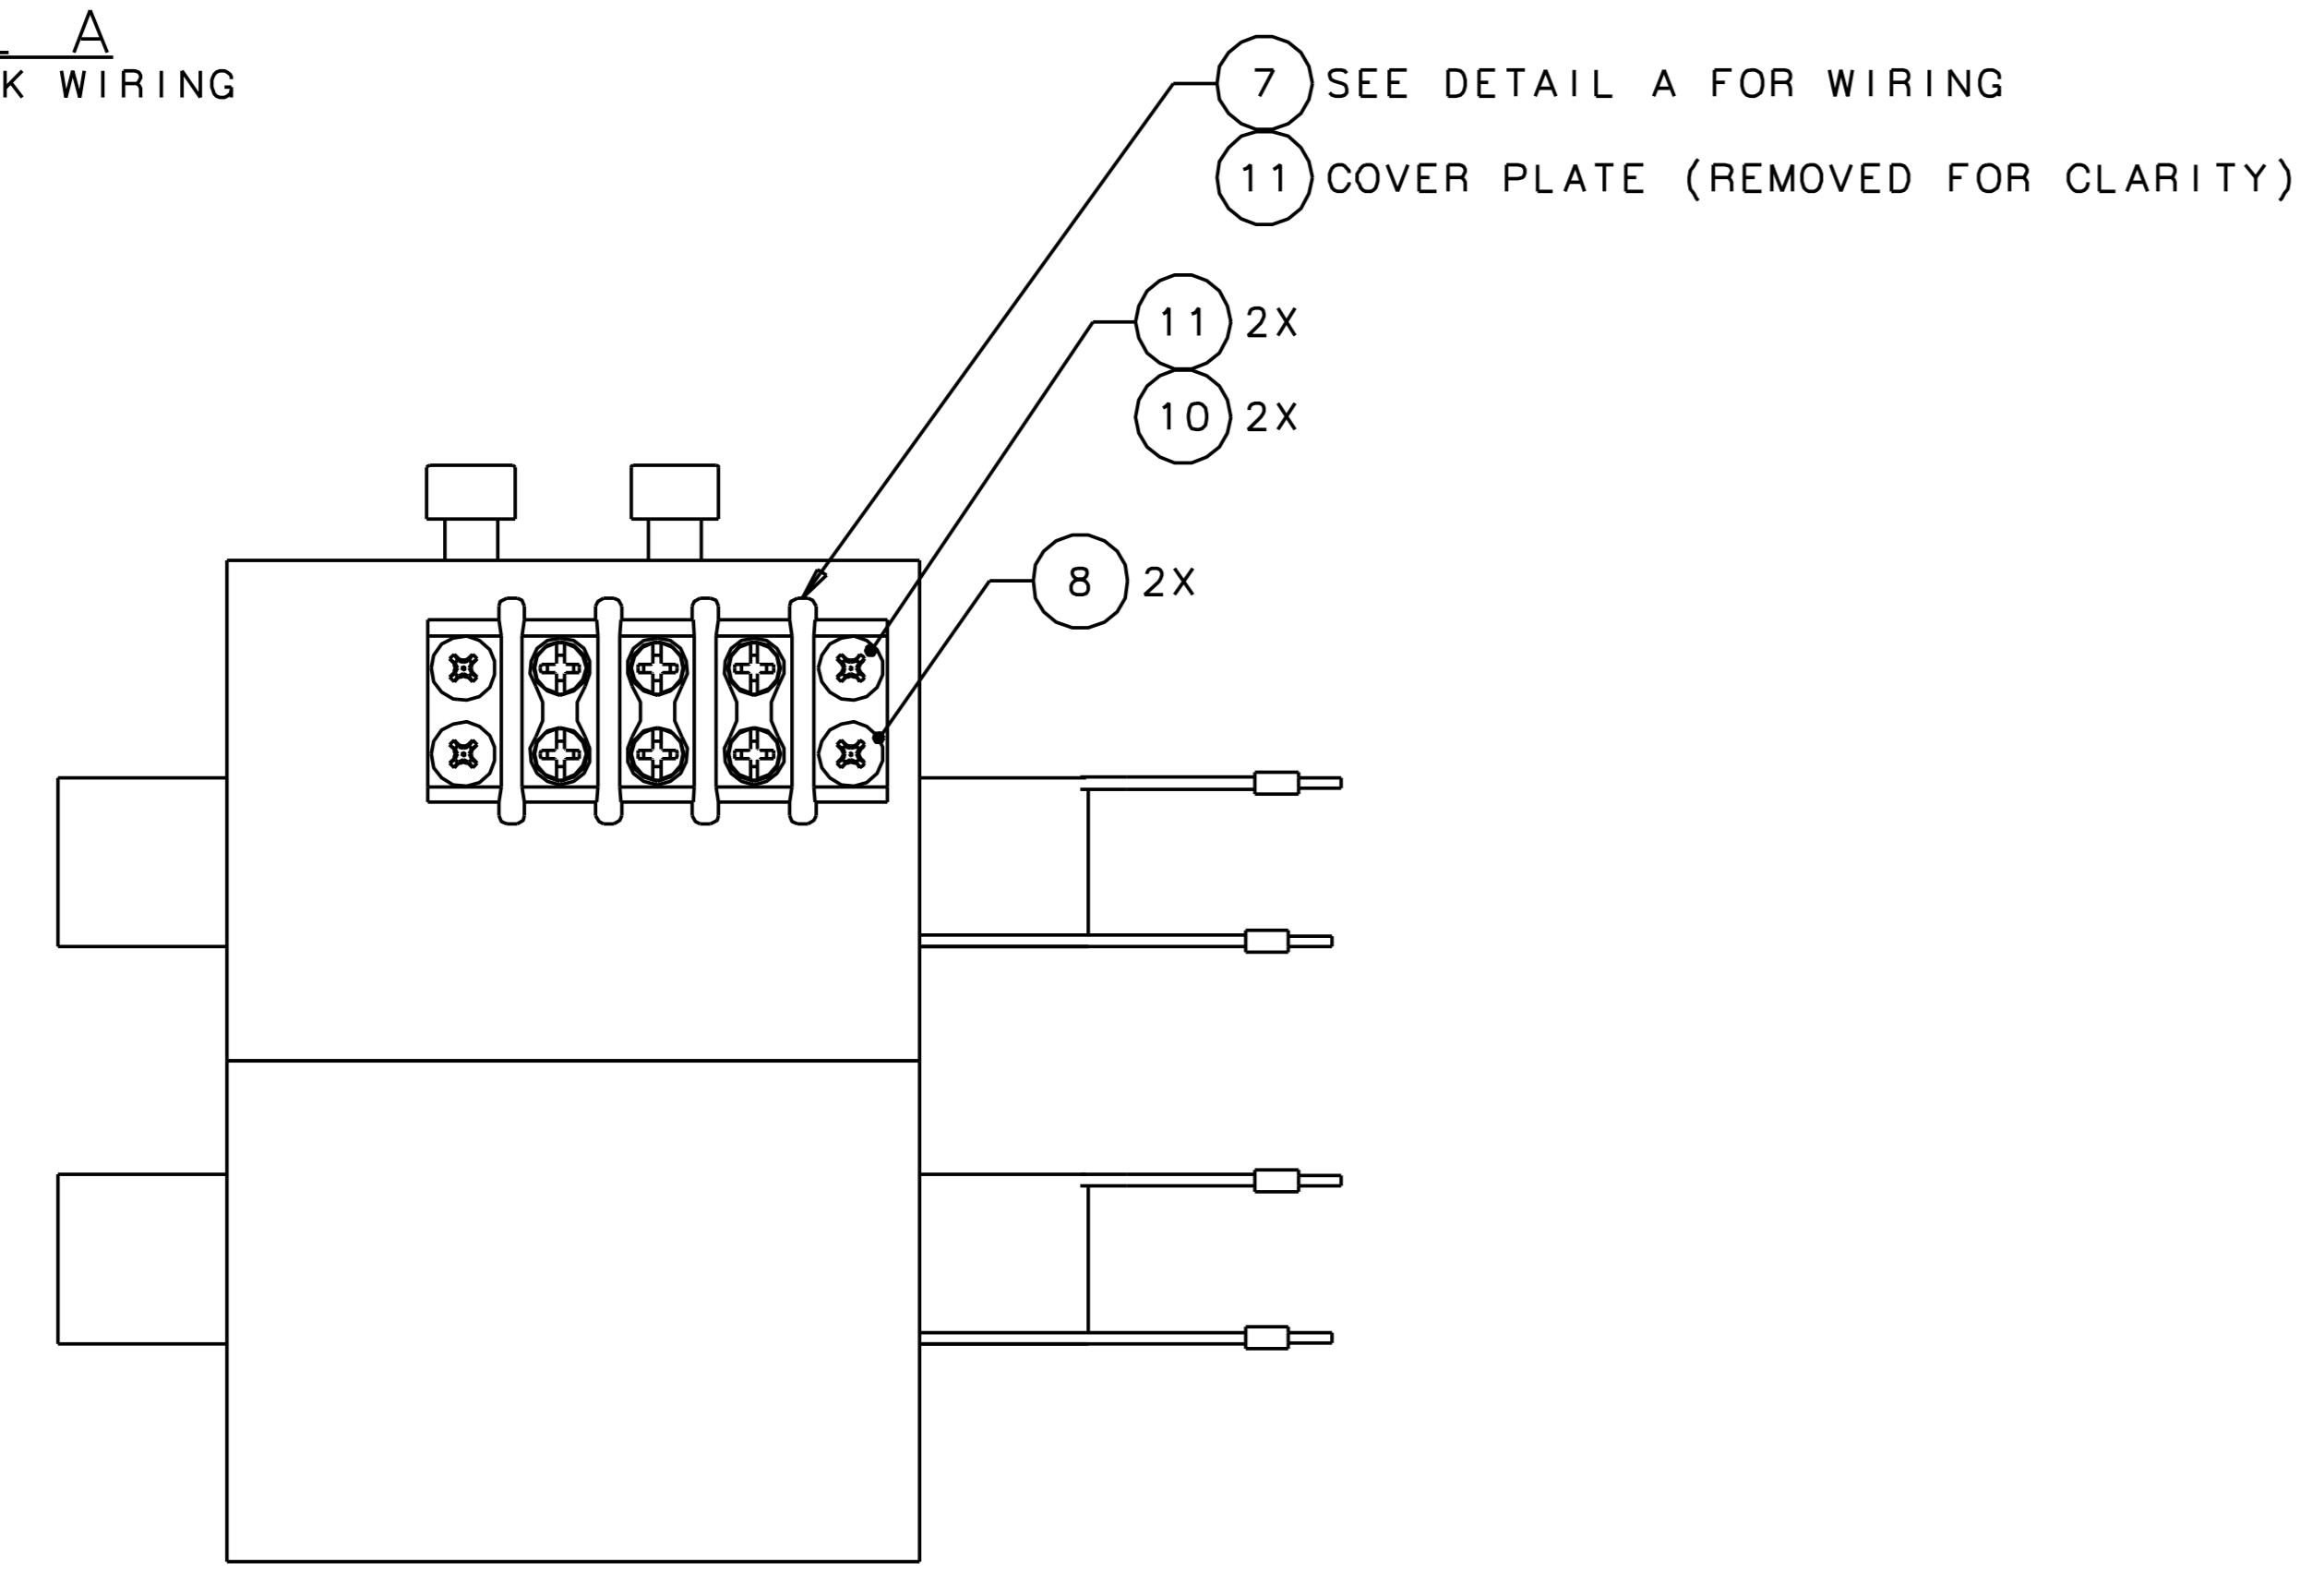 A
K WIRING
7 SEE DETAIL A FOR WIRING
11 COVER PLATE (REMOVED FOR CLARITY)
11 2X
10 2X
8 2X